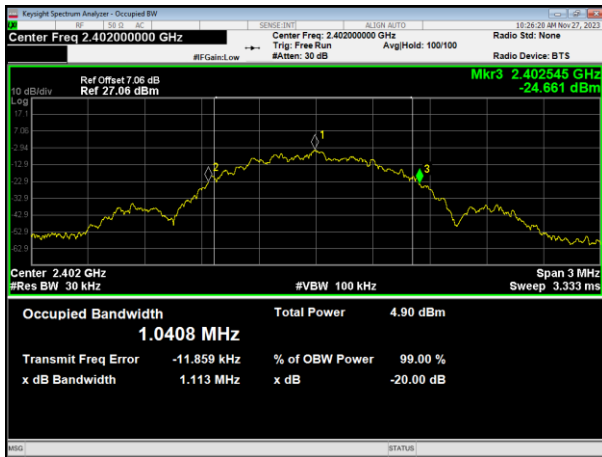 Keysight Spectrum Analyzer - Occupied BW
RF 50 Ω AC SENSE:INT ALIGN AUTO 10:26:20 AM Nov 27, 2023
Center Freq 2.402000000 GHz Center Freq: 2.402000000 GHz Radio Std: None
Trig: Free Run Avg|Hold: 100/100
#IFGain:Low #Atten: 30 dB Radio Device: BTS
Mkr3 2.402545 GHz
Ref Offset 7.06 dB
10 dB/div Ref 27.06 dBm -24.661 dBm
Log
17.1
7.06
-2.94
-12.9
-22.9
-32.9
-42.9
-52.9
-62.9
1
2
3
Center 2.402 GHz Span 3 MHz
#Res BW 30 kHz #VBW 100 kHz Sweep 3.333 ms
Occupied Bandwidth Total Power 4.90 dBm
1.0408 MHz
Transmit Freq Error -11.859 kHz % of OBW Power 99.00 %
x dB Bandwidth 1.113 MHz x dB -20.00 dB
MSG STATUS